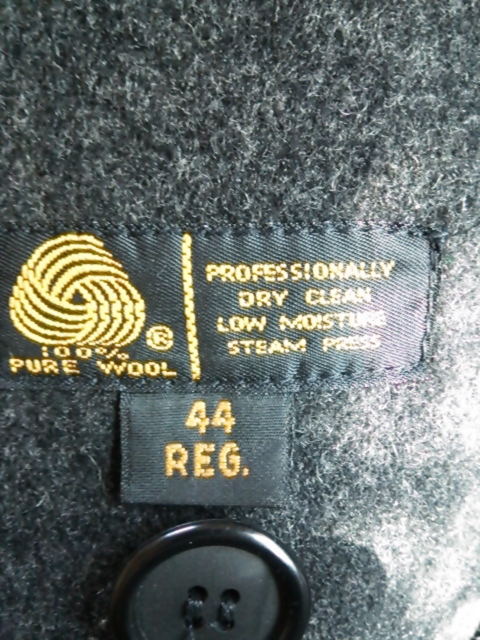 100%
PURE WOOL
®
PROFESSIONALLY
DRY CLEAN
LOW MOISTURE
STEAM PRESS
44
REG.